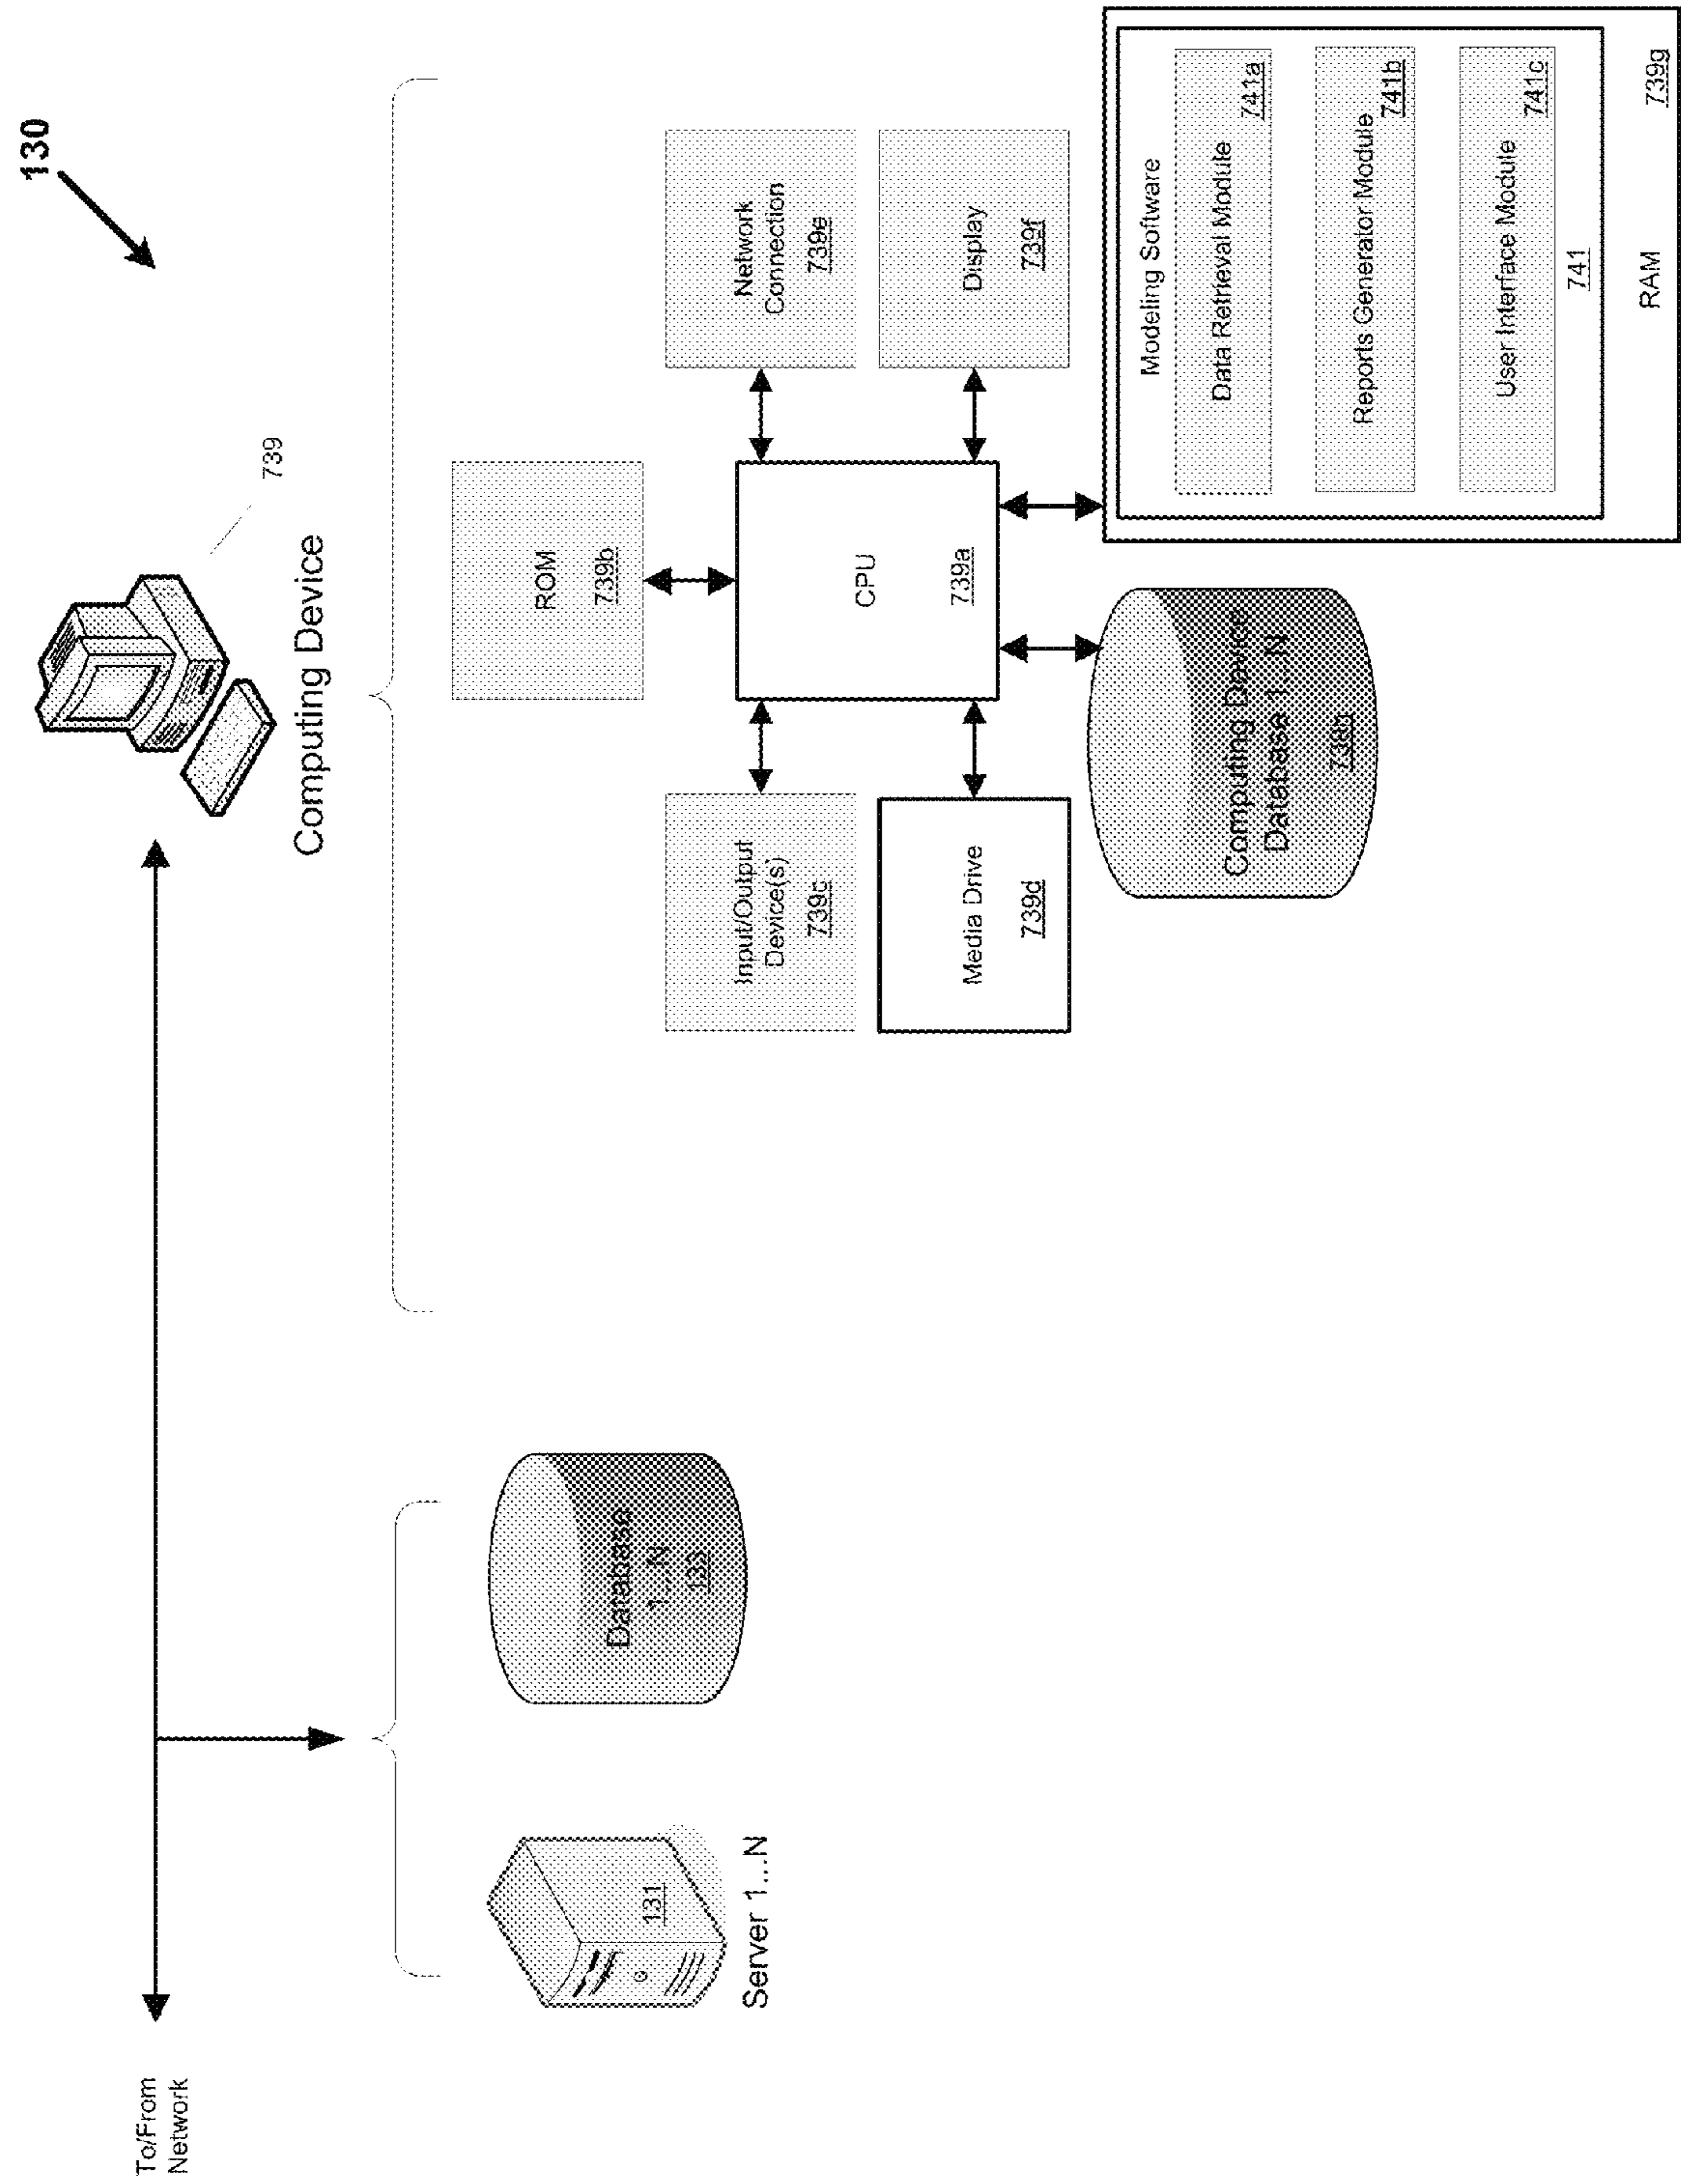 130
To/From
Network
739
Computing Device
131
Server 1...N
Database
1...N
133
ROM
739b
Input/Output
Device(s)
739c
Network
Connection
739e
CPU
739a
Media Drive
739d
Display
739f
Computing Device
Database 1...N
739h
Modeling Software
Data Retrieval Module
741a
Reports Generator Module
741b
User Interface Module
741c
741
RAM
739g